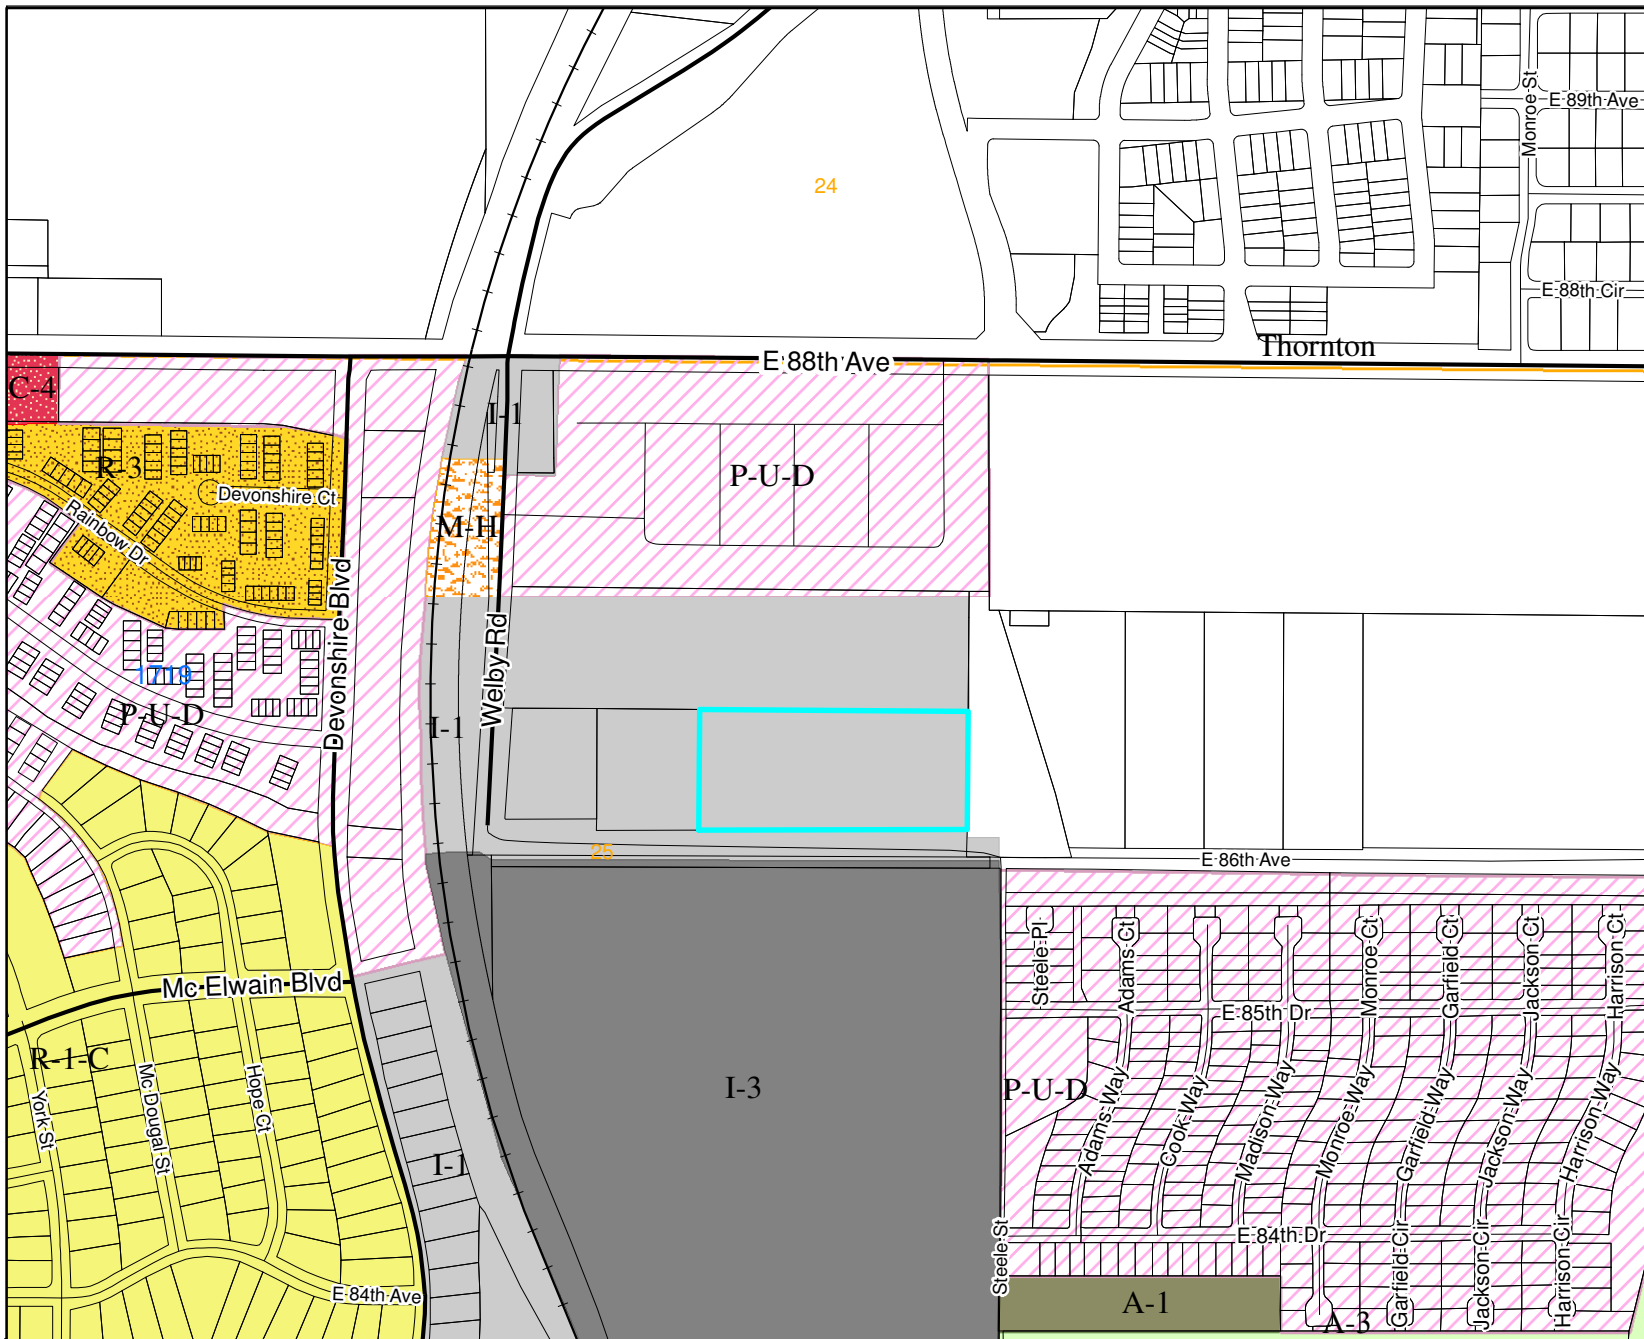 24
Monroe St
E 89th Ave
E 88th Cir
Thornton
E 88th Ave
C-4
I-1
R-3
P-U-D
Devonshire Ct
Rainbow Dr
M-H
Devonshire Blvd
Welby Rd
1719
P-U-D
I-1
25
E 86th Ave
Steele Pl
Adams Ct
Monroe Ct
Garfield Ct
Jackson Ct
Harrison Ct
Mc Elwain Blvd
E 85th Dr
R-1-C
York St
Mc Dougal St
Hope Ct
I-3
P-U-D
Adams Way
Cook Way
Madison Way
Monroe Way
Garfield Way
Jackson Way
Harrison Way
I-1
Steele St
E 84th Dr
Garfield Cir
Jackson Cir
Harrison Cir
E 84th Ave
A-1
A-3